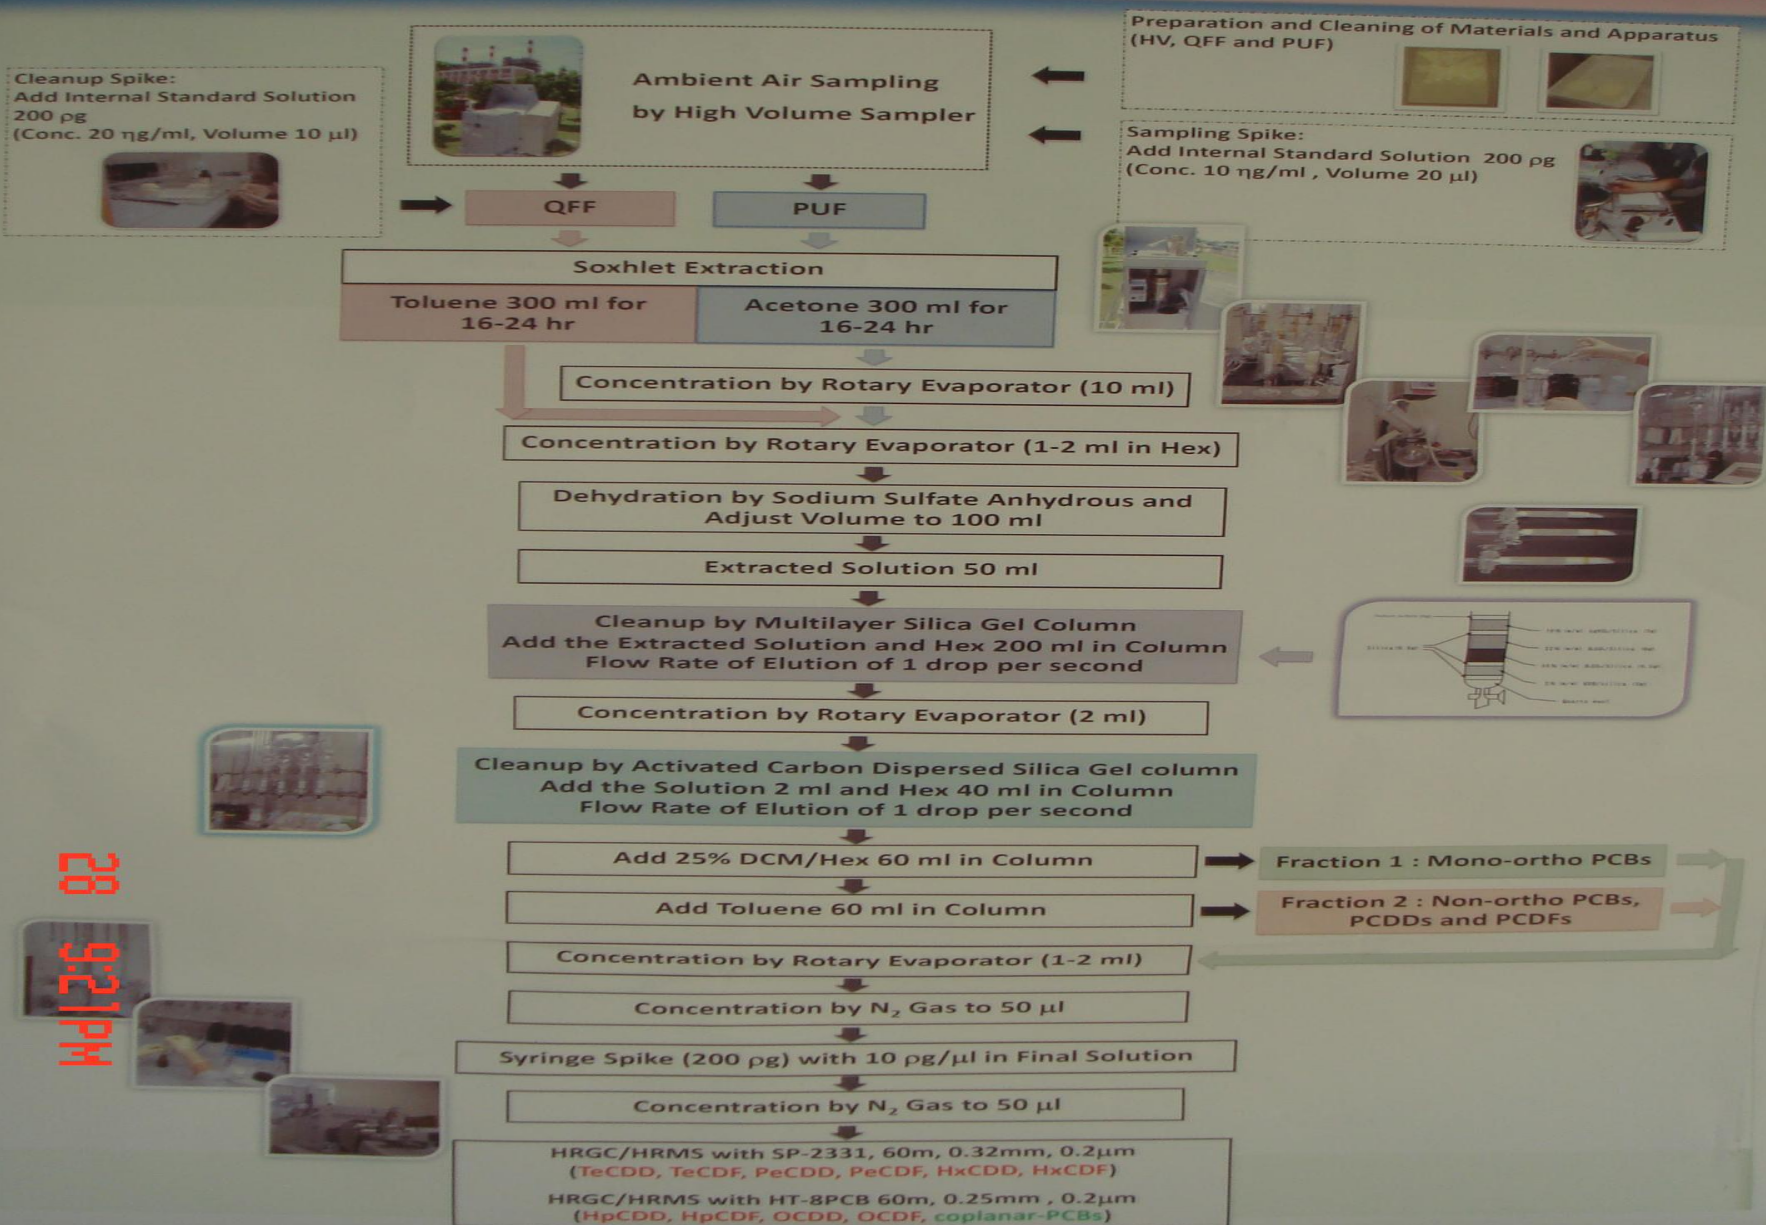 Preparation and Cleaning of Materials and Apparatus
(HV, QFF and PUF)
Ambient Air Sampling
by High Volume Sampler
Cleanup Spike:
Add Internal Standard Solution
200 ρg
(Conc. 20 ηg/ml, Volume 10 µl)
Sampling Spike:
Add Internal Standard Solution 200 ρg
(Conc. 10 ηg/ml , Volume 20 µl)
QFF
PUF
Soxhlet Extraction
Toluene 300 ml for
16-24 hr
Acetone 300 ml for
16-24 hr
Concentration by Rotary Evaporator (10 ml)
Concentration by Rotary Evaporator (1-2 ml in Hex)
Dehydration by Sodium Sulfate Anhydrous and
Adjust Volume to 100 ml
Extracted Solution 50 ml
Cleanup by Multilayer Silica Gel Column
Add the Extracted Solution and Hex 200 ml in Column
Flow Rate of Elution of 1 drop per second
Concentration by Rotary Evaporator (2 ml)
Cleanup by Activated Carbon Dispersed Silica Gel column
Add the Solution 2 ml and Hex 40 ml in Column
Flow Rate of Elution of 1 drop per second
Add 25% DCM/Hex 60 ml in Column
Fraction 1 : Mono-ortho PCBs
Add Toluene 60 ml in Column
Fraction 2 : Non-ortho PCBs,
PCDDs and PCDFs
Concentration by Rotary Evaporator (1-2 ml)
Concentration by N₂ Gas to 50 µl
Syringe Spike (200 ρg) with 10 ρg/µl in Final Solution
Concentration by N₂ Gas to 50 µl
HRGC/HRMS with SP-2331, 60m, 0.32mm, 0.2µm
(TeCDD, TeCDF, PeCDD, PeCDF, HxCDD, HxCDF)
HRGC/HRMS with HT-8PCB 60m, 0.25mm , 0.2µm
(HpCDD, HpCDF, OCDD, OCDF, coplanar-PCBs)
28 9:21PM